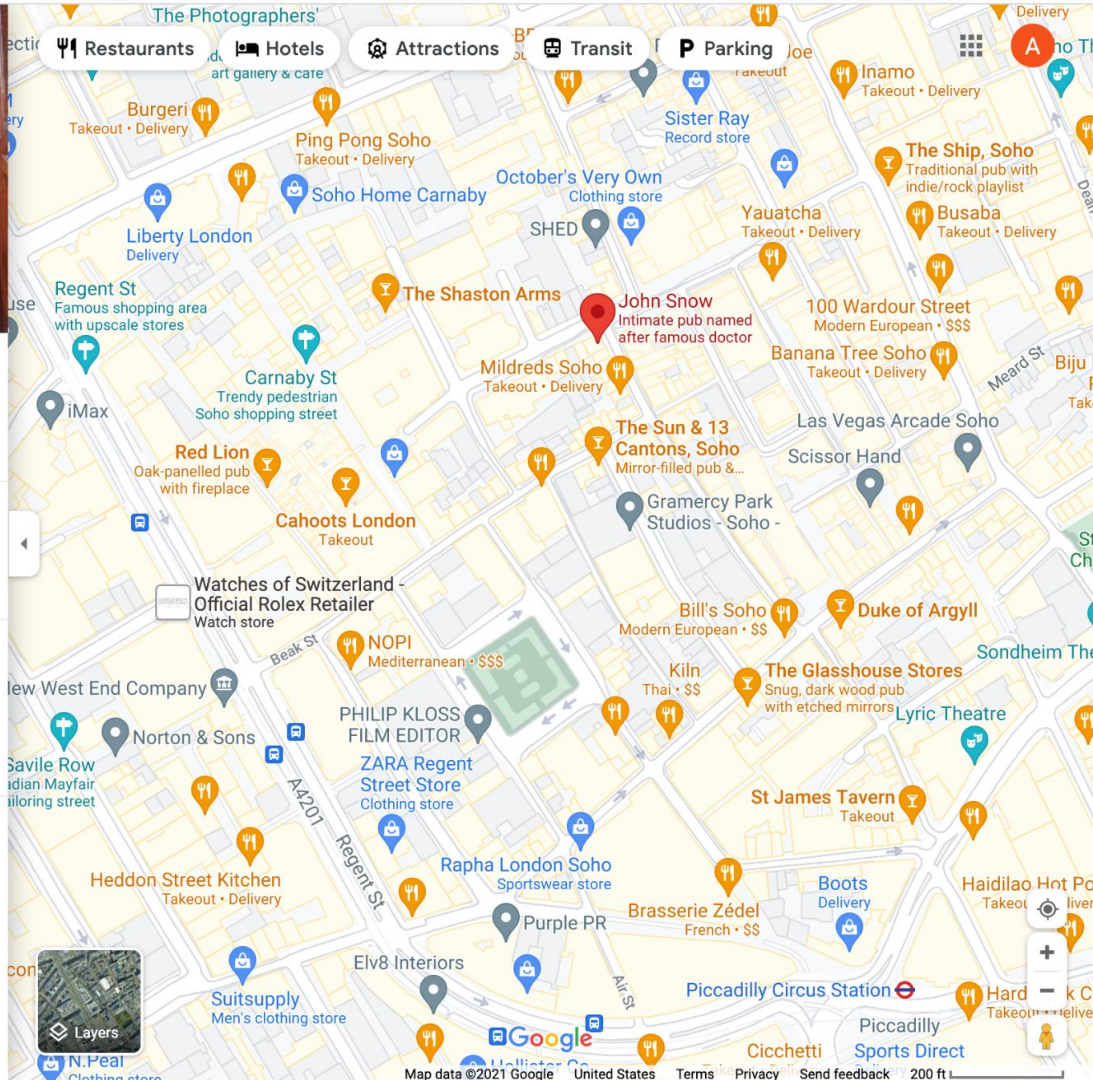 The Photographers'
Delivery
Restaurants
Hotels
Attractions
Transit
Parking
A
art gallery & cafe
Takeout
Inamo
Takeout • Delivery
Burgeri
Takeout • Delivery
Ping Pong Soho
Takeout • Delivery
Sister Ray
Record store
The Ship, Soho
Traditional pub with
indie/rock playlist
October's Very Own
Clothing store
Soho Home Carnaby
SHED
Yauatcha
Takeout • Delivery
Busaba
Takeout • Delivery
Liberty London
Delivery
Regent St
Famous shopping area
with upscale stores
The Shaston Arms
John Snow
Intimate pub named
after famous doctor
100 Wardour Street
Modern European • $$$
Banana Tree Soho
Takeout • Delivery
Meard St
Biju
Mildreds Soho
Takeout • Delivery
Carnaby St
Trendy pedestrian
Soho shopping street
iMax
Las Vegas Arcade Soho
The Sun & 13
Cantons, Soho
Mirror-filled pub &...
Scissor Hand
Red Lion
Oak-panelled pub
with fireplace
Gramercy Park
Studios - Soho -
Cahoots London
Takeout
Watches of Switzerland -
Official Rolex Retailer
Watch store
Bill's Soho
Modern European • $$
Duke of Argyll
Beak St
NOPI
Mediterranean • $$$
Sondheim The
Kiln
Thai • $$
The Glasshouse Stores
Snug, dark wood pub
with etched mirrors
Lyric Theatre
ew West End Company
PHILIP KLOSS
FILM EDITOR
Norton & Sons
Savile Row
adian Mayfair
ailoring street
ZARA Regent
Street Store
Clothing store
A4201
Regent St
St James Tavern
Takeout
Rapha London Soho
Sportswear store
Heddon Street Kitchen
Takeout • Delivery
Boots
Delivery
Haidilao Hot Po
Brasserie Zédel
French • $$
Purple PR
Elv8 Interiors
Air St
Piccadilly Circus Station
Suitsupply
Men's clothing store
Layers
Google
Piccadilly
Sports Direct
Delivery
Cicchetti
N.Peal
Clothing store
Map data ©2021 Google United States Terms Privacy Send feedback 200 ft